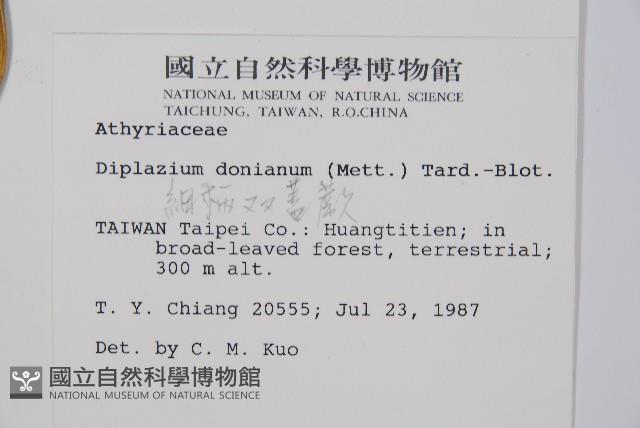 國立自然科學博物館
NATIONAL MUSEUM OF NATURAL SCIENCE
TAICHUNG, TAIWAN, R.O.CHINA
Athyriaceae
Diplazium donianum (Mett.) Tard.-Blot.
細柄双蓋蕨
TAIWAN Taipei Co.: Huangtitien; in
broad-leaved forest, terrestrial;
300 m alt.
T. Y. Chiang 20555; Jul 23, 1987
Det. by C. M. Kuo
國立自然科學博物館
NATIONAL MUSEUM OF NATURAL SCIENCE